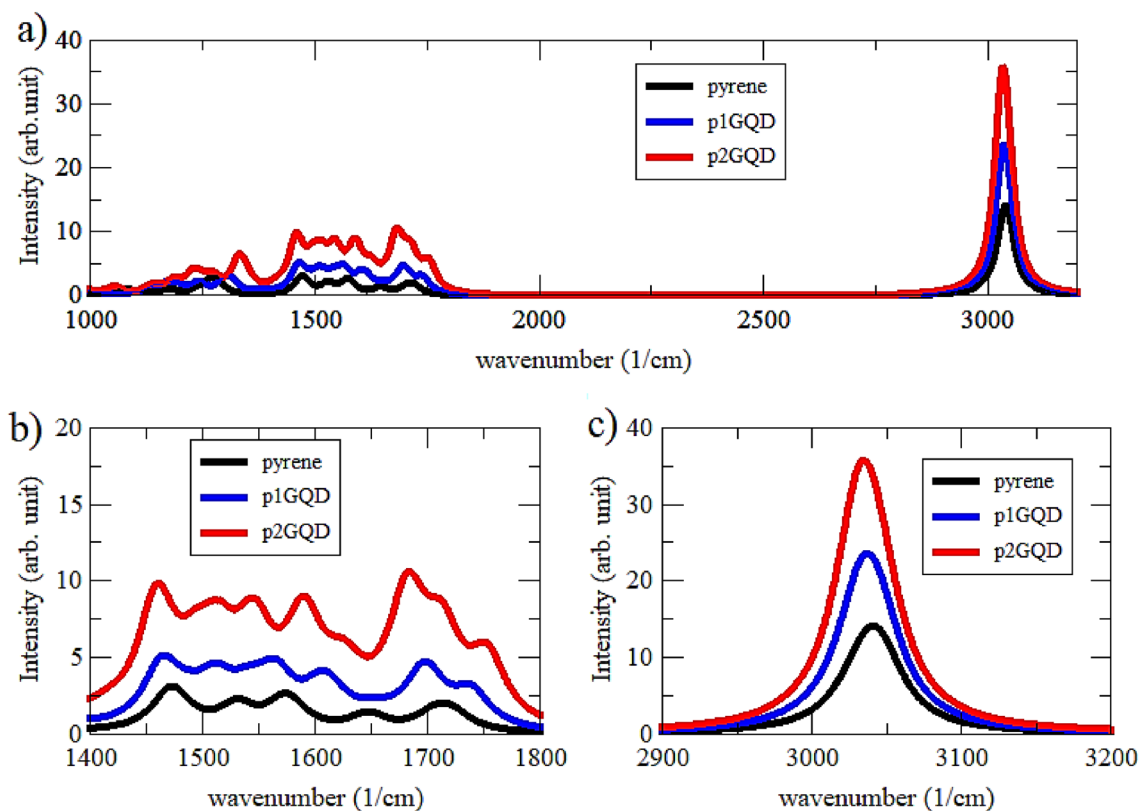 a)
40
30
20
10
0
Intensity (arb.unit)
pyrene
p1GQD
p2GQD
1000 1500 2000 2500 3000
wavenumber (1/cm)
b)
20
15
10
5
0
Intensity (arb. unit)
pyrene
p1GQD
p2GQD
1400 1500 1600 1700 1800
wavenumber (1/cm)
c)
40
30
20
10
0
Intensity (arb. unit)
pyrene
p1GQD
p2GQD
2900 3000 3100 3200
wavenumber (1/cm)